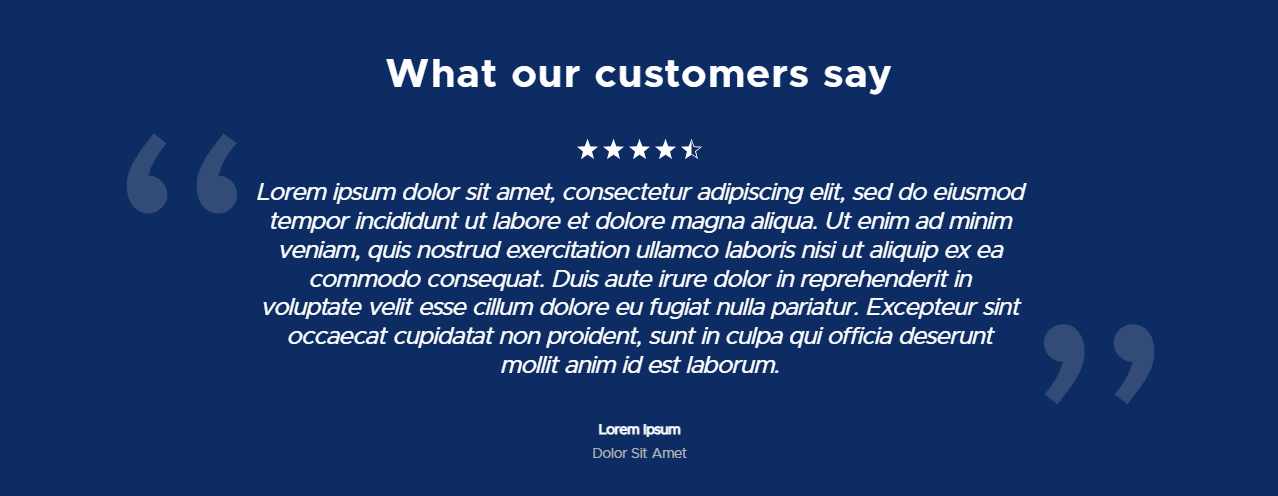 What our customers say
“
Lorem ipsum dolor sit amet, consectetur adipiscing elit, sed do eiusmod
tempor incididunt ut labore et dolore magna aliqua. Ut enim ad minim
veniam, quis nostrud exercitation ullamco laboris nisi ut aliquip ex ea
commodo consequat. Duis aute irure dolor in reprehenderit in
voluptate velit esse cillum dolore eu fugiat nulla pariatur. Excepteur sint
occaecat cupidatat non proident, sunt in culpa qui officia deserunt
mollit anim id est laborum.
”
Lorem Ipsum
Dolor Sit Amet